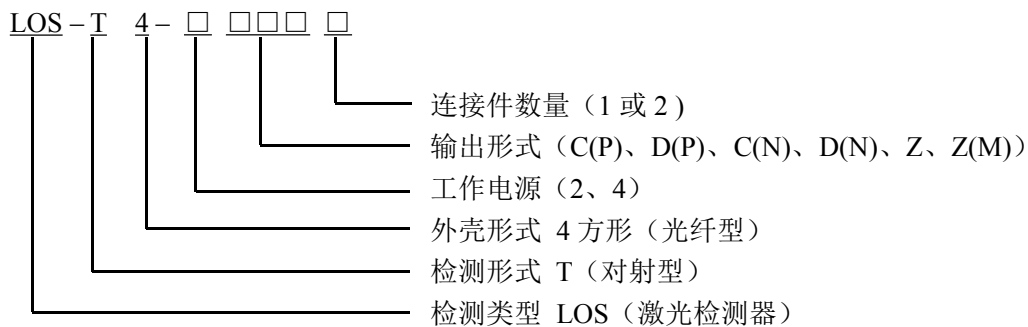 LOS – T 4 – □ □□□ □
连接件数量（1 或 2 ）
输出形式（C(P)、D(P)、C(N)、D(N)、Z、Z(M)）
工作电源（2、4）
外壳形式 4 方形（光纤型）
检测形式 T（对射型）
检测类型 LOS（激光检测器）